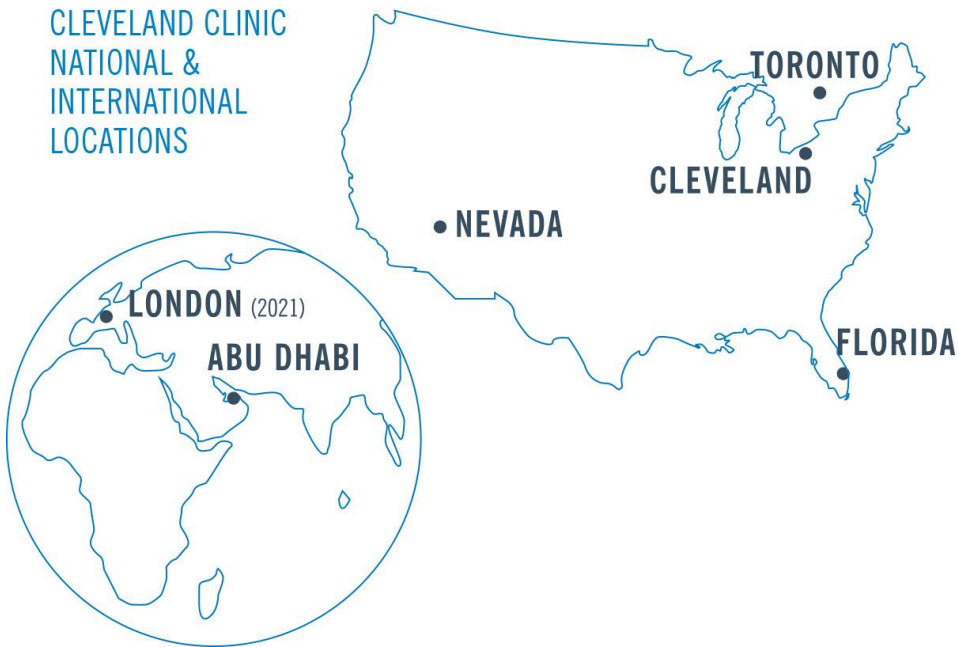 CLEVELAND CLINIC
NATIONAL &
INTERNATIONAL
LOCATIONS
TORONTO
CLEVELAND
NEVADA
LONDON (2021)
ABU DHABI
FLORIDA